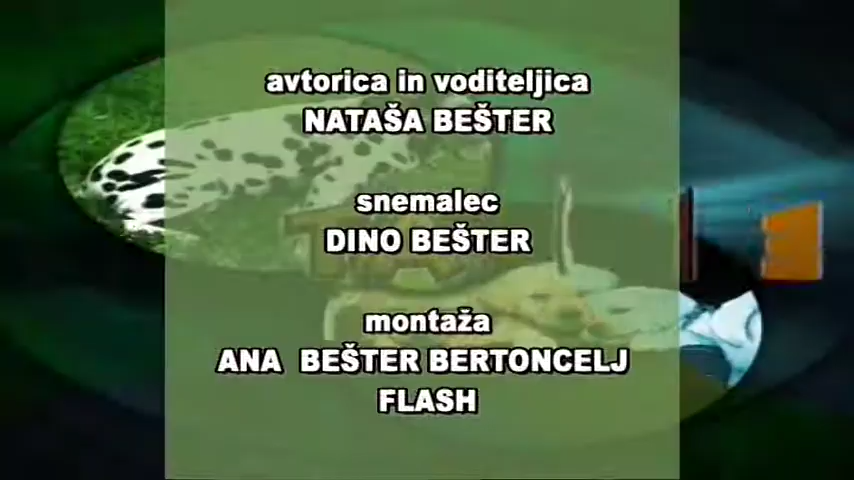 avtorica in voditeljica
NATAŠA BEŠTER
snemalec
DINO BEŠTER
montaža
ANA BEŠTER BERTONCELJ
FLASH